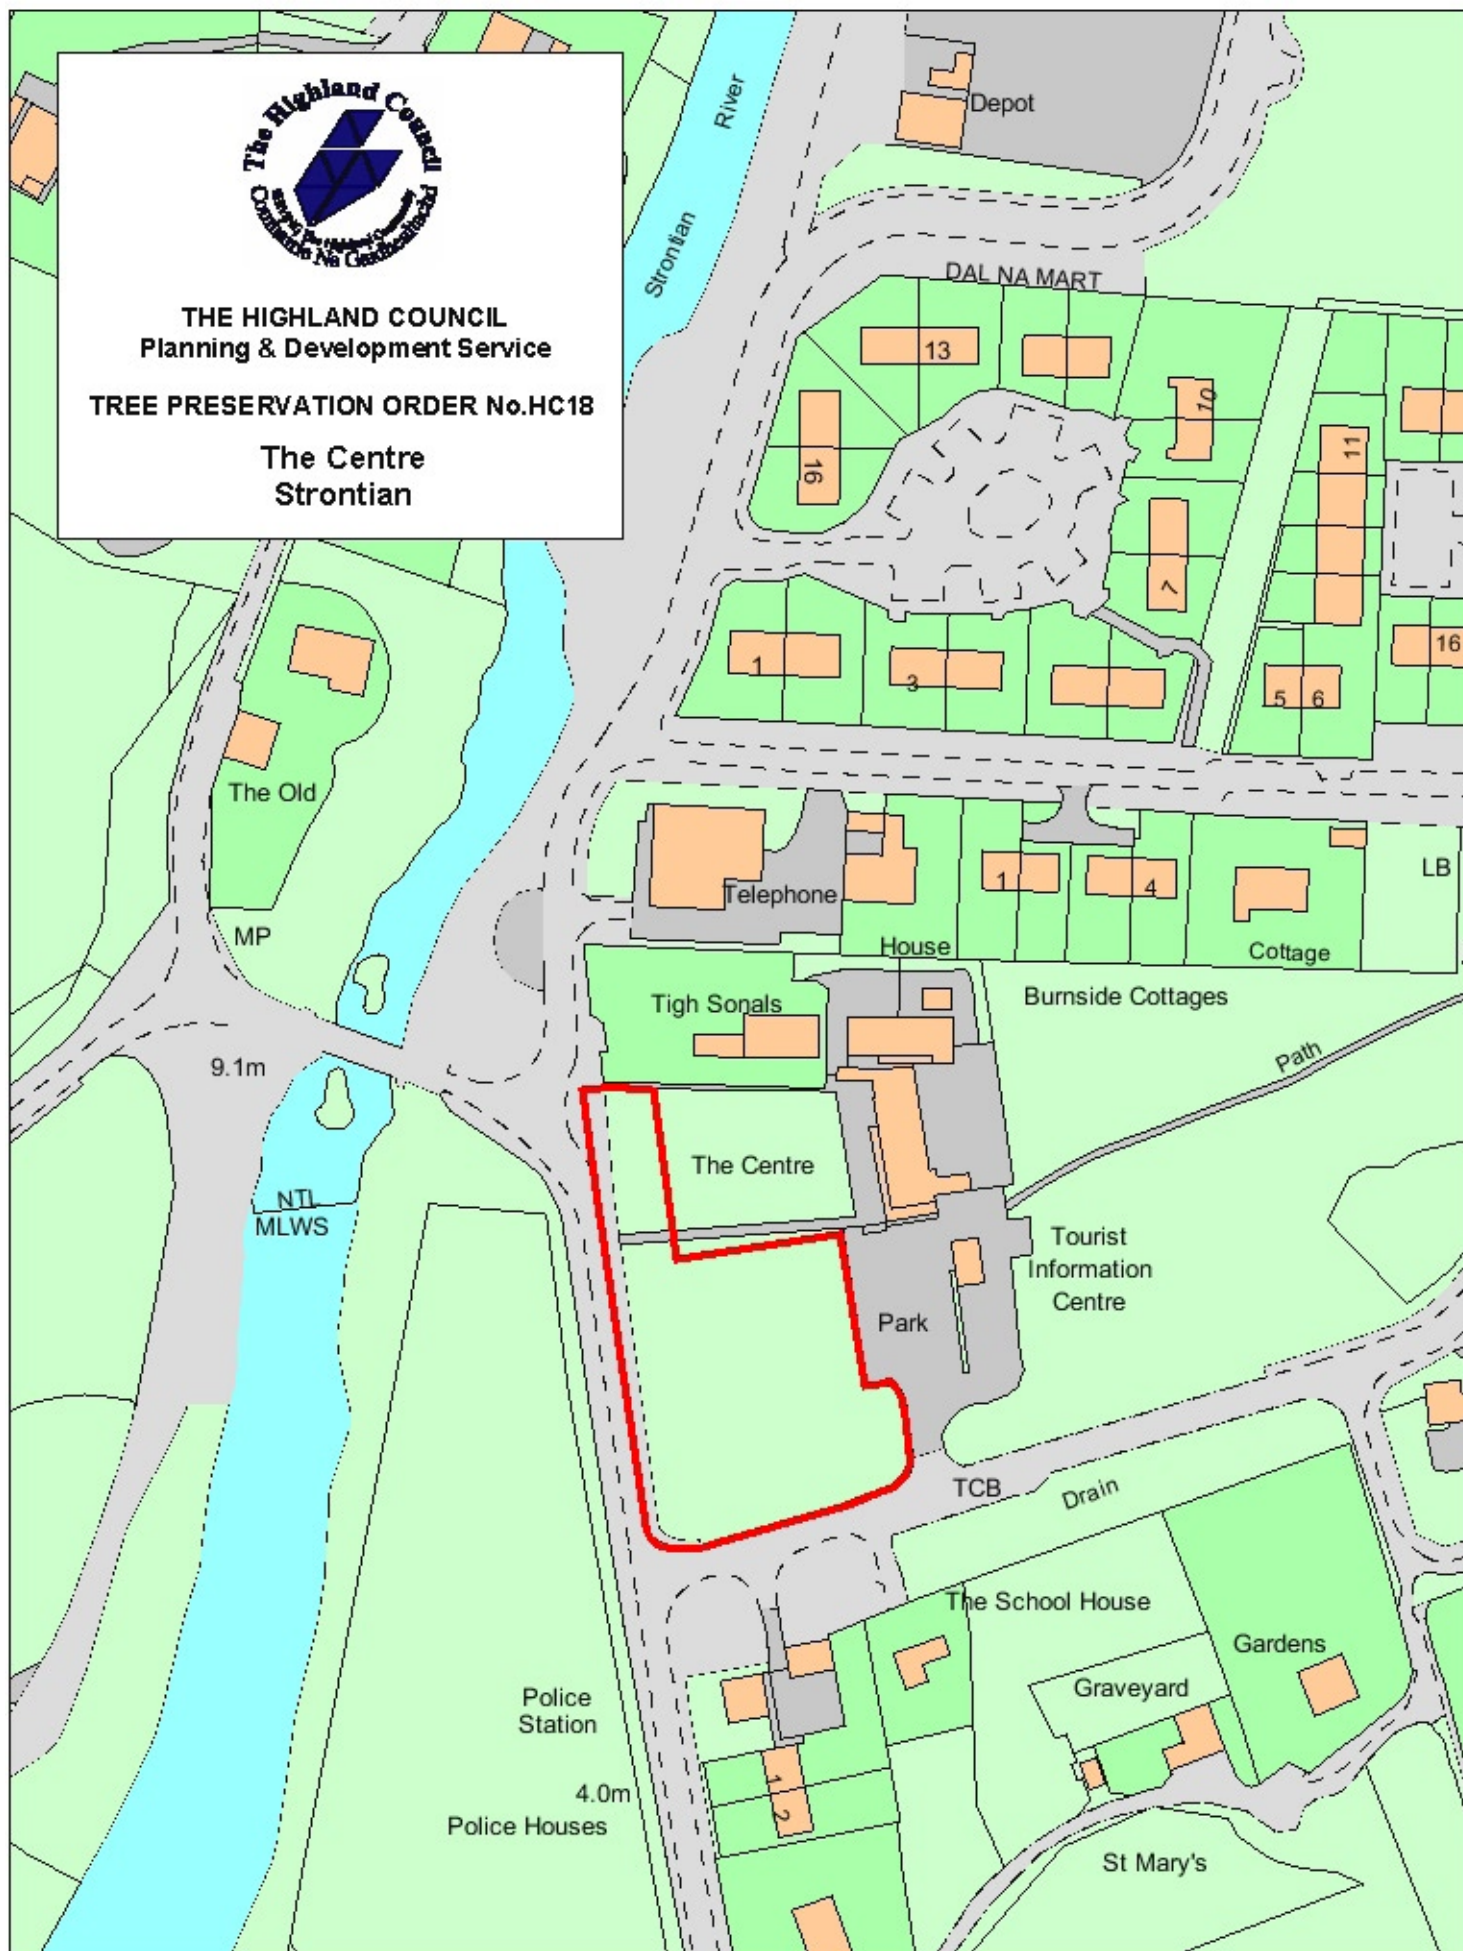 The Highland Council
Comhairle Na Gaidhealtachd
THE HIGHLAND COUNCIL
Planning & Development Service
TREE PRESERVATION ORDER No.HC18
The Centre
Strontian
River
Strontian
Depot
DAL NA MART
13
10
11
16
7
1
3
5
6
16
The Old
Telephone
1
4
LB
MP
House
Cottage
Tigh Sonals
Burnside Cottages
9.1m
Path
The Centre
NTL
MLWS
Tourist
Information
Centre
Park
TCB
Drain
The School House
Gardens
Graveyard
Police
Station
1
2
4.0m
Police Houses
St Mary's